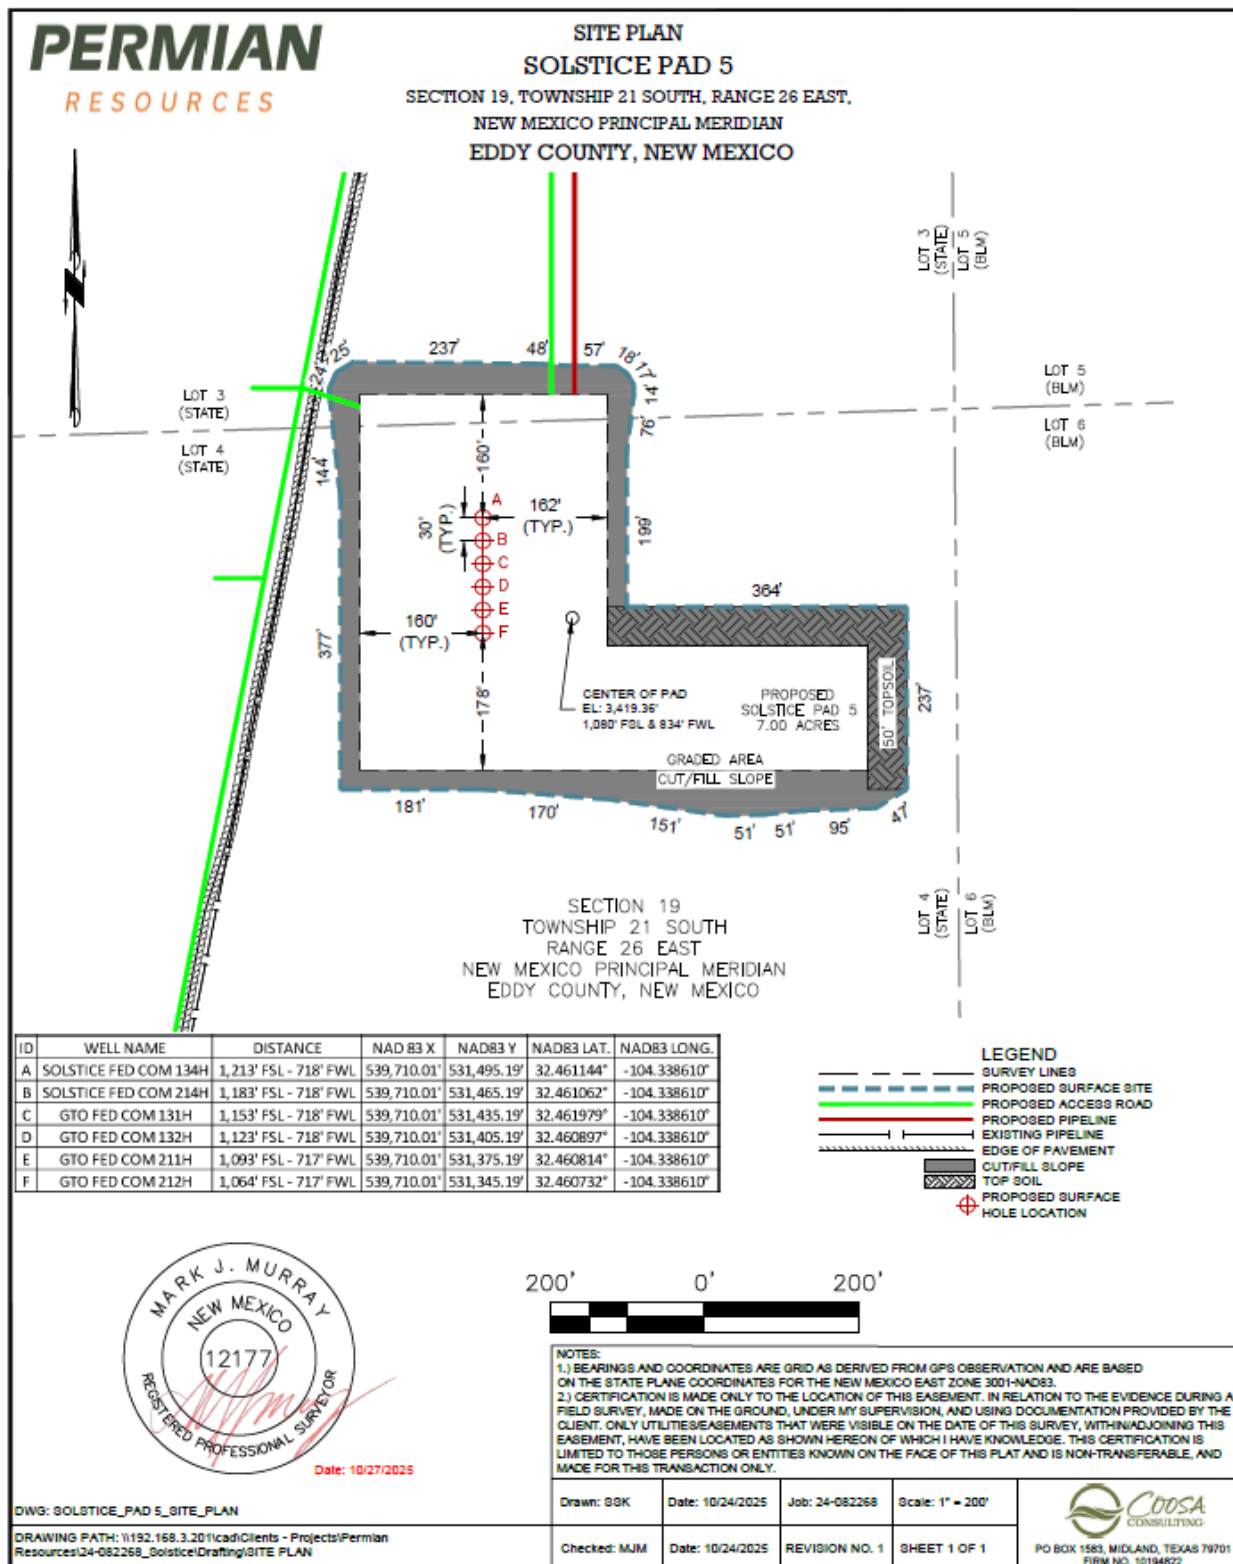 PERMIAN
RESOURCES
SITE PLAN
SOLSTICE PAD 5
SECTION 19, TOWNSHIP 21 SOUTH, RANGE 26 EAST,
NEW MEXICO PRINCIPAL MERIDIAN
EDDY COUNTY, NEW MEXICO
LOT 3
(STATE)
LOT 5
(BLM)
24'
25'
237'
48'
57'
18'
17'
14'
76'
LOT 3
(STATE)
LOT 4
(STATE)
LOT 5
(BLM)
LOT 6
(BLM)
144'
160'
A
30'
(TYP.)
162'
(TYP.)
B
C
D
E
F
199'
364'
160'
(TYP.)
377'
178'
CENTER OF PAD
EL: 3,419.36'
1,080' FSL & 834' FWL
PROPOSED
SOLSTICE PAD 5
7.00 ACRES
50' TOPSOIL
237'
GRADED AREA
CUT/FILL SLOPE
181'
170'
151'
51'
51'
95'
47'
LOT 4
(STATE)
LOT 6
(BLM)
SECTION 19
TOWNSHIP 21 SOUTH
RANGE 26 EAST
NEW MEXICO PRINCIPAL MERIDIAN
EDDY COUNTY, NEW MEXICO
ID WELL NAME DISTANCE NAD 83 X NAD83 Y NAD83 LAT. NAD83 LONG.
A SOLSTICE FED COM 134H 1,213' FSL - 718' FWL 539,710.01' 531,495.19' 32.461144° -104.338610°
B SOLSTICE FED COM 214H 1,183' FSL - 718' FWL 539,710.01' 531,465.19' 32.461062° -104.338610°
C GTO FED COM 131H 1,153' FSL - 718' FWL 539,710.01' 531,435.19' 32.461979° -104.338610°
D GTO FED COM 132H 1,123' FSL - 718' FWL 539,710.01' 531,405.19' 32.460897° -104.338610°
E GTO FED COM 211H 1,093' FSL - 717' FWL 539,710.01' 531,375.19' 32.460814° -104.338610°
F GTO FED COM 212H 1,064' FSL - 717' FWL 539,710.01' 531,345.19' 32.460732° -104.338610°
LEGEND
SURVEY LINES
PROPOSED SURFACE SITE
PROPOSED ACCESS ROAD
PROPOSED PIPELINE
EXISTING PIPELINE
EDGE OF PAVEMENT
CUT/FILL SLOPE
TOP SOIL
PROPOSED SURFACE
HOLE LOCATION
MARK J. MURRAY
NEW MEXICO
12177
REGISTERED PROFESSIONAL SURVEYOR
Date: 10/27/2025
200' 0' 200'
NOTES:
1.) BEARINGS AND COORDINATES ARE GRID AS DERIVED FROM GPS OBSERVATION AND ARE BASED
ON THE STATE PLANE COORDINATES FOR THE NEW MEXICO EAST ZONE 3001-NAD83.
2.) CERTIFICATION IS MADE ONLY TO THE LOCATION OF THIS EASEMENT. IN RELATION TO THE EVIDENCE DURING A
FIELD SURVEY, MADE ON THE GROUND, UNDER MY SUPERVISION, AND USING DOCUMENTATION PROVIDED BY THE
CLIENT. ONLY UTILITIES/EASEMENTS THAT WERE VISIBLE ON THE DATE OF THIS SURVEY, WITHIN/ADJOINING THIS
EASEMENT, HAVE BEEN LOCATED AS SHOWN HEREON OF WHICH I HAVE KNOWLEDGE. THIS CERTIFICATION IS
LIMITED TO THOSE PERSONS OR ENTITIES KNOWN ON THE FACE OF THIS PLAT AND IS NON-TRANSFERABLE, AND
MADE FOR THIS TRANSACTION ONLY.
DWG: SOLSTICE_PAD 5_SITE_PLAN
DRAWING PATH: \\192.168.3.201\cad\Clients - Projects\Permian
Resources\24-082268_Solstice\Drafting\SITE PLAN
Drawn: SSK Date: 10/24/2025 Job: 24-082268 Scale: 1" = 200'
Checked: MJM Date: 10/24/2025 REVISION NO. 1 SHEET 1 OF 1
COOSA
CONSULTING
PO BOX 1583, MIDLAND, TEXAS 79701
FIRM NO. 10194822